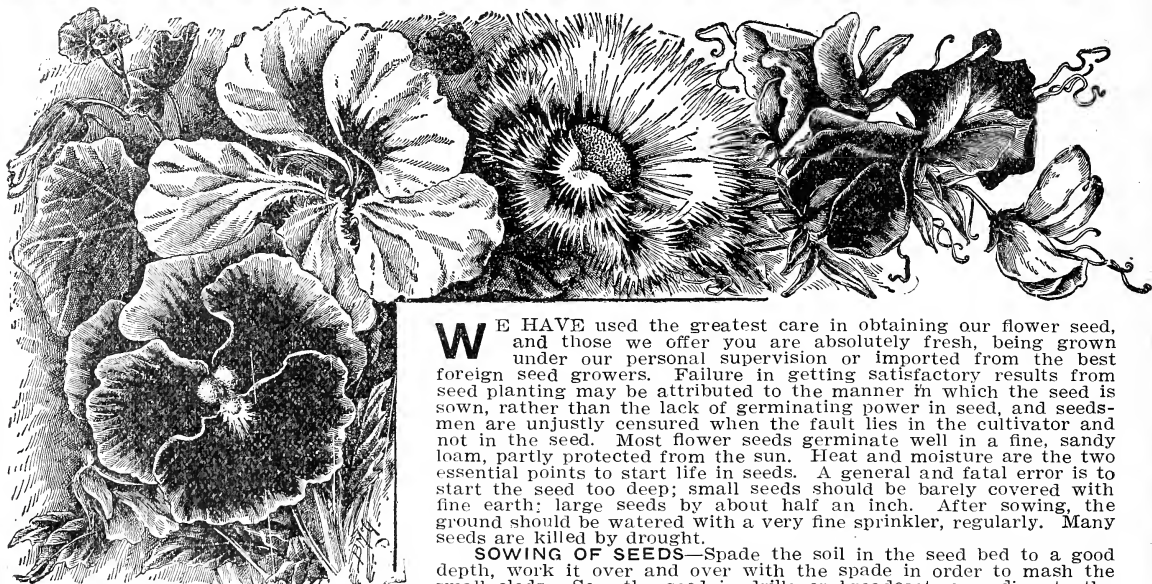 WE HAVE used the greatest care in obtaining our flower seed,
and those we offer you are absolutely fresh, being grown
under our personal supervision or imported from the best
foreign seed growers. Failure in getting satisfactory results from
seed planting may be attributed to the manner in which the seed is
sown, rather than the lack of germinating power in seed, and seeds-
men are unjustly censured when the fault lies in the cultivator and
not in the seed. Most flower seeds germinate well in a fine, sandy
loam, partly protected from the sun. Heat and moisture are the two
essential points to start life in seeds. A general and fatal error is to
start the seed too deep; small seeds should be barely covered with
fine earth; large seeds by about half an inch. After sowing, the
ground should be watered with a very fine sprinkler, regularly. Many
seeds are killed by drought.
SOWING OF SEEDS—Spade the soil in the seed bed to a good
depth, work it over and over with the spade in order to mash the